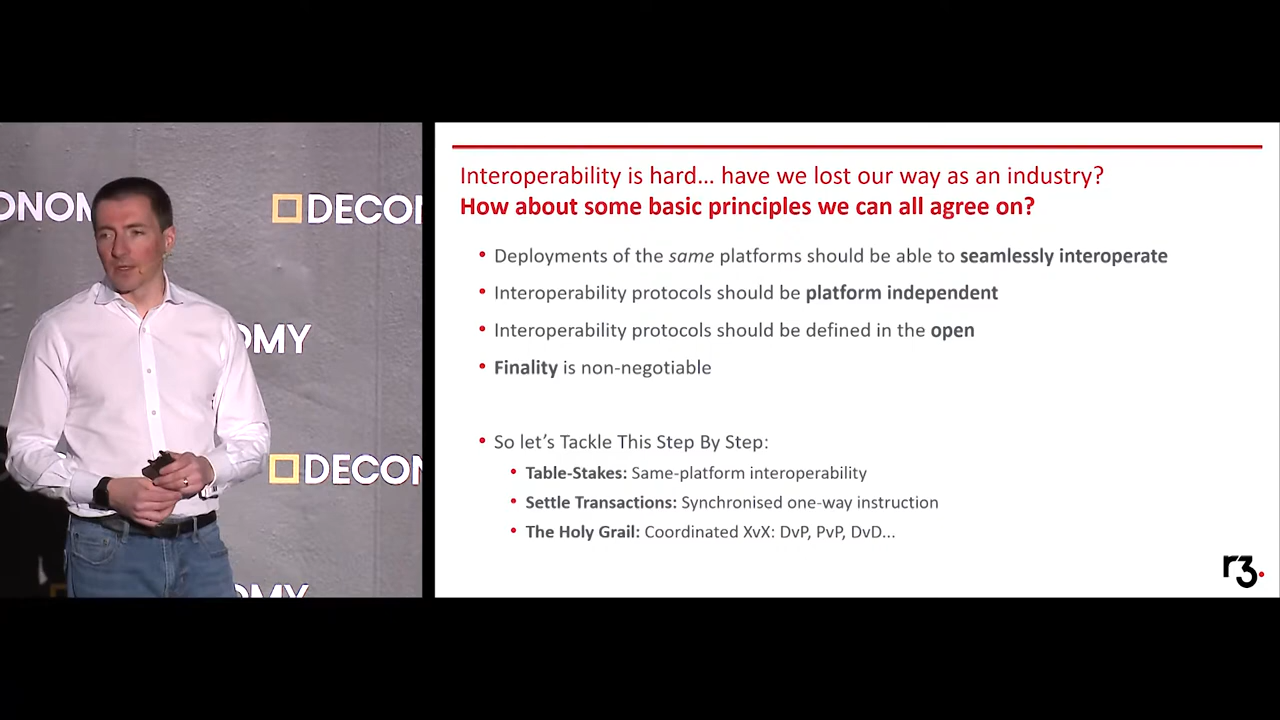 ONOM
DECON
OMY
DECON
OMY
Interoperability is hard... have we lost our way as an industry?
How about some basic principles we can all agree on?
• Deployments of the same platforms should be able to seamlessly interoperate
• Interoperability protocols should be platform independent
• Interoperability protocols should be defined in the open
• Finality is non-negotiable
• So let's Tackle This Step By Step:
• Table-Stakes: Same-platform interoperability
• Settle Transactions: Synchronised one-way instruction
• The Holy Grail: Coordinated XvX: DvP, PvP, DvD...
r3.